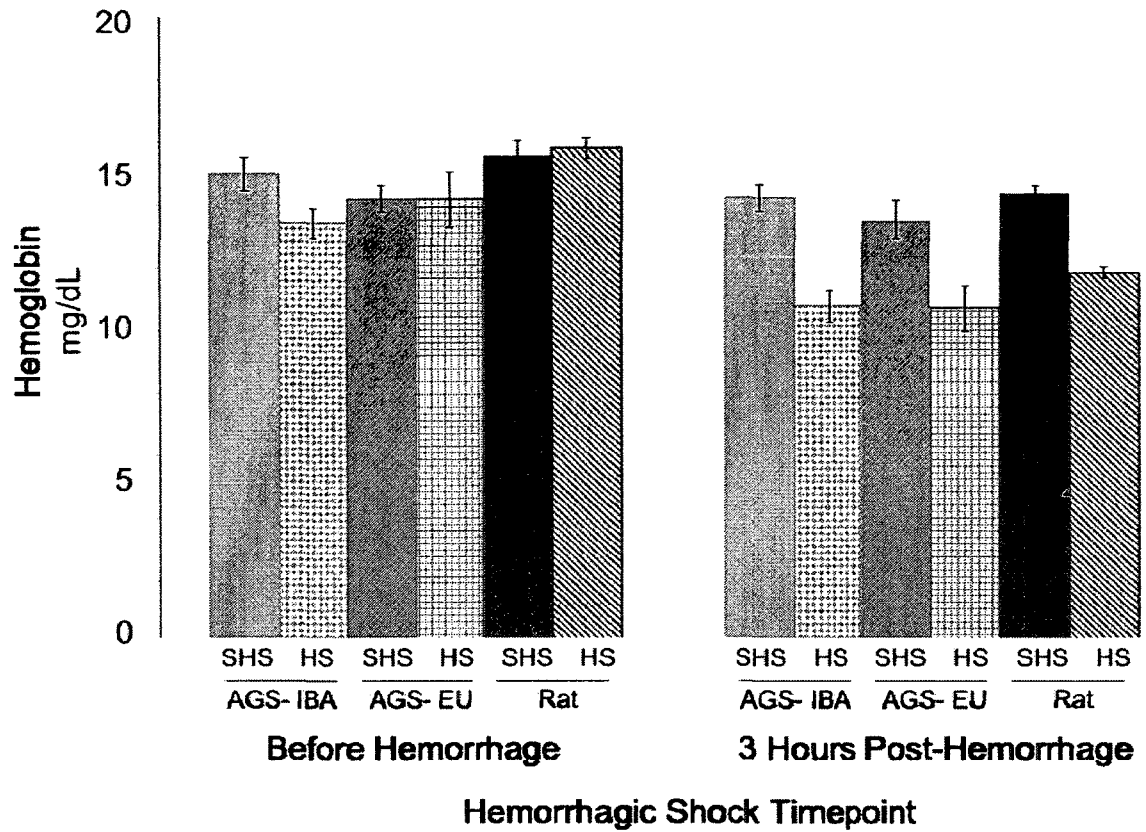 20
15
10
5
0
Hemoglobin
mg/dL
SHS HS SHS HS SHS HS
AGS- IBA AGS- EU Rat
Before Hemorrhage
SHS HS SHS HS SHS HS
AGS- IBA AGS- EU Rat
3 Hours Post-Hemorrhage
Hemorrhagic Shock Timepoint